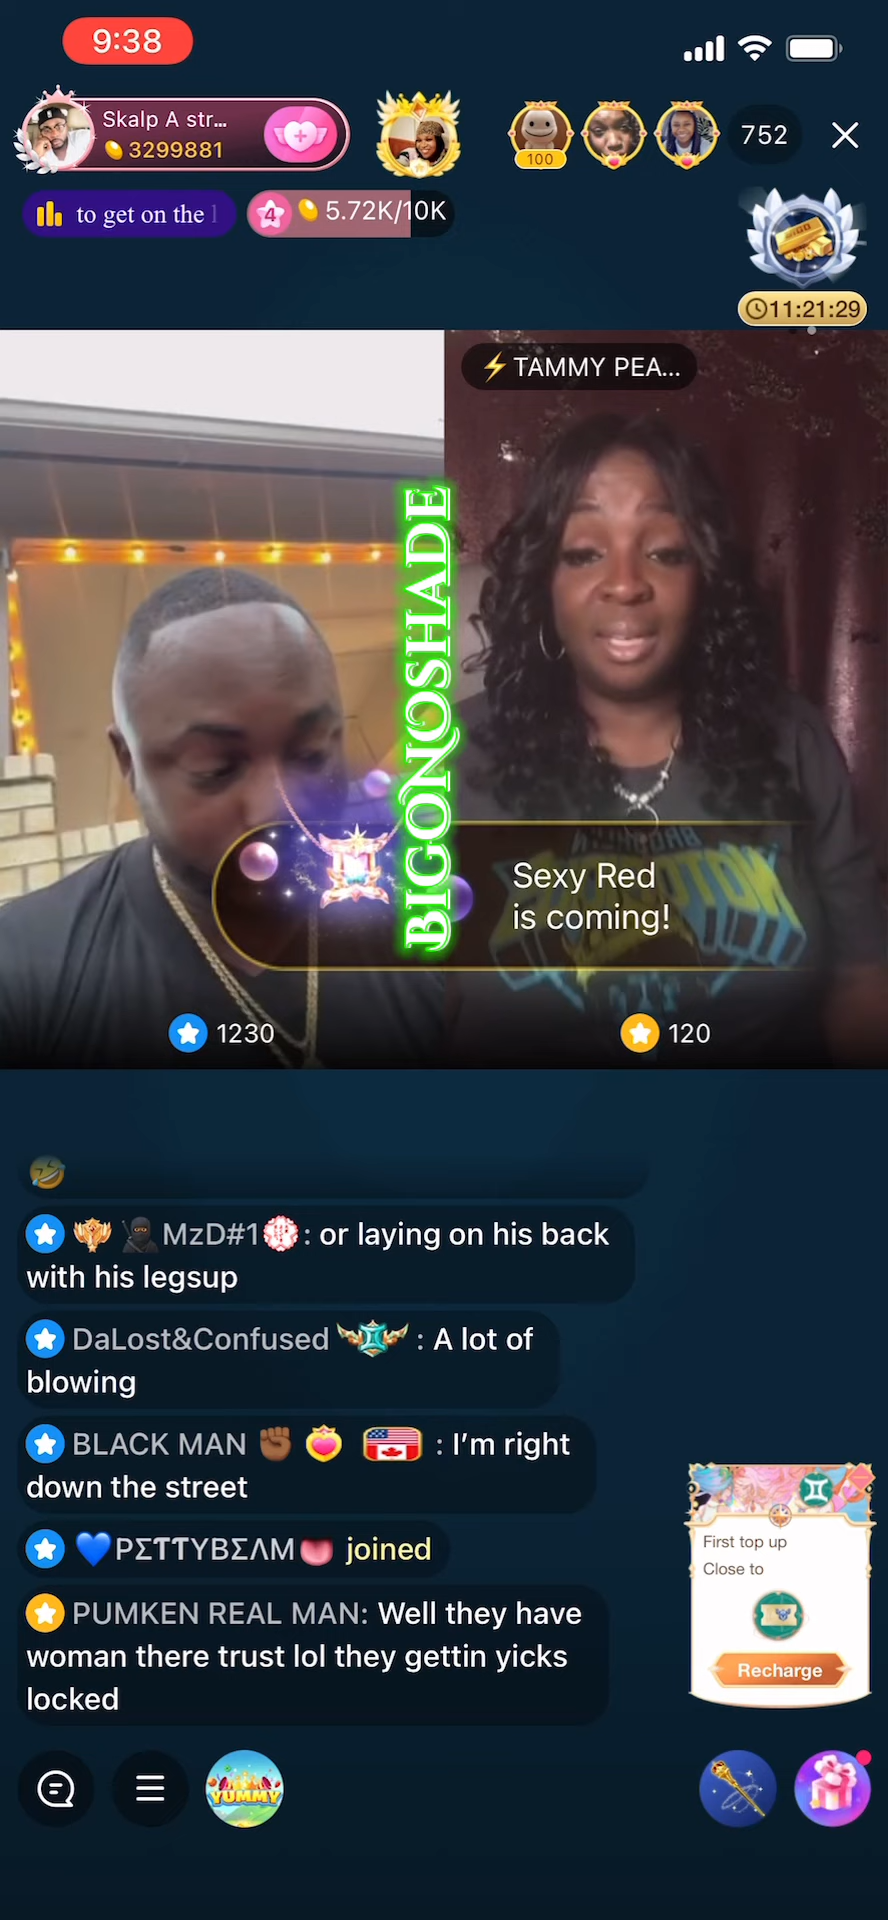 9:38
Skalp A str...
3299881
100
752
to get on the l
4
5.72K/10K
11:21:29
⚡TAMMY PEA...
BIGONOSHADE
Sexy Red
is coming!
1230
120
🤣
🥷MzD#1💮: or laying on his back
with his legsup
DaLost&Confused : A lot of
blowing
BLACK MAN ✊🏾 : I'm right
down the street
💙PΣTTYBΣΛM👅 joined
PUMKEN REAL MAN: Well they have
woman there trust lol they gettin yicks
locked
First top up
Close to
Recharge
YUMMY